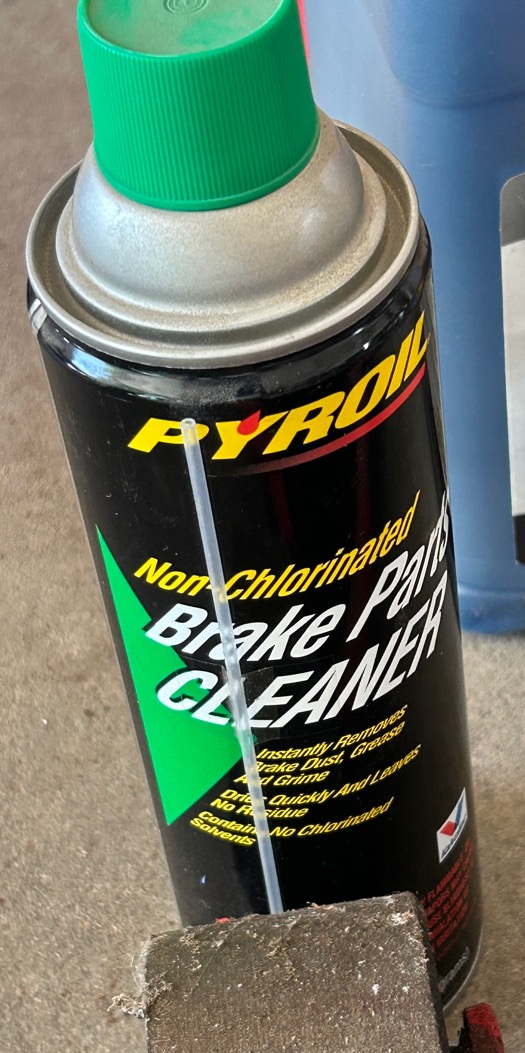 PYROIL
Non-Chlorinated
Brake Parts
CLEANER
Instantly Removes
Brake Dust, Grease
And Grime
Dries Quickly And Leaves
No Residue
Contains No Chlorinated
Solvents